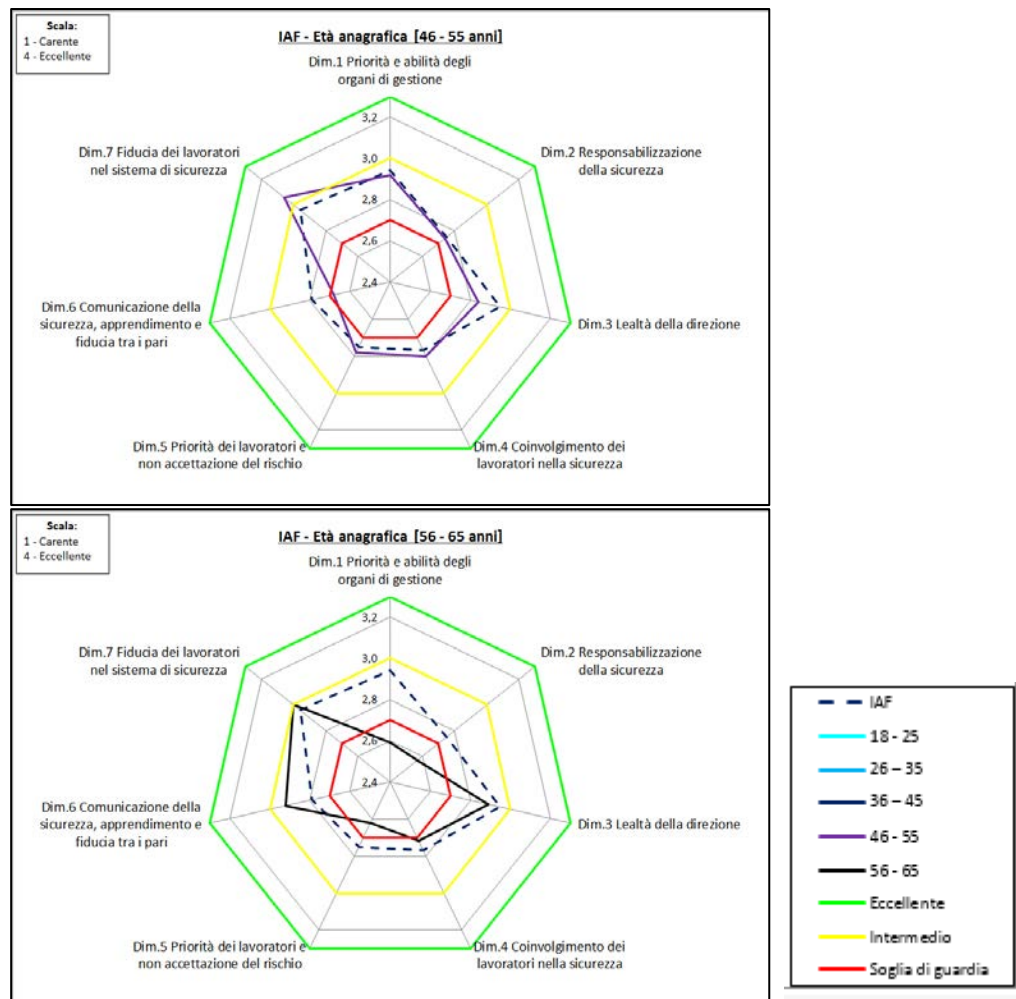 Scala:
1 - Carente
4 - Eccellente
IAF - Età anagrafica [46 - 55 anni]
Dim.1 Priorità e abilità degli
organi di gestione
3,2
3,0
2,8
2,6
2,4
Dim.2 Responsabilizzazione
della sicurezza
Dim.3 Lealtà della direzione
Dim.4 Coinvolgimento dei
lavoratori nella sicurezza
Dim.5 Priorità dei lavoratori e
non accettazione del rischio
Dim.6 Comunicazione della
sicurezza, apprendimento e
fiducia tra i pari
Dim.7 Fiducia dei lavoratori
nel sistema di sicurezza
Scala:
1 - Carente
4 - Eccellente
IAF - Età anagrafica [56 - 65 anni]
Dim.1 Priorità e abilità degli
organi di gestione
3,2
3,0
2,8
2,6
2,4
Dim.2 Responsabilizzazione
della sicurezza
Dim.3 Lealtà della direzione
Dim.4 Coinvolgimento dei
lavoratori nella sicurezza
Dim.5 Priorità dei lavoratori e
non accettazione del rischio
Dim.6 Comunicazione della
sicurezza, apprendimento e
fiducia tra i pari
Dim.7 Fiducia dei lavoratori
nel sistema di sicurezza
IAF
18 - 25
26 – 35
36 – 45
46 - 55
56 - 65
Eccellente
Intermedio
Soglia di guardia